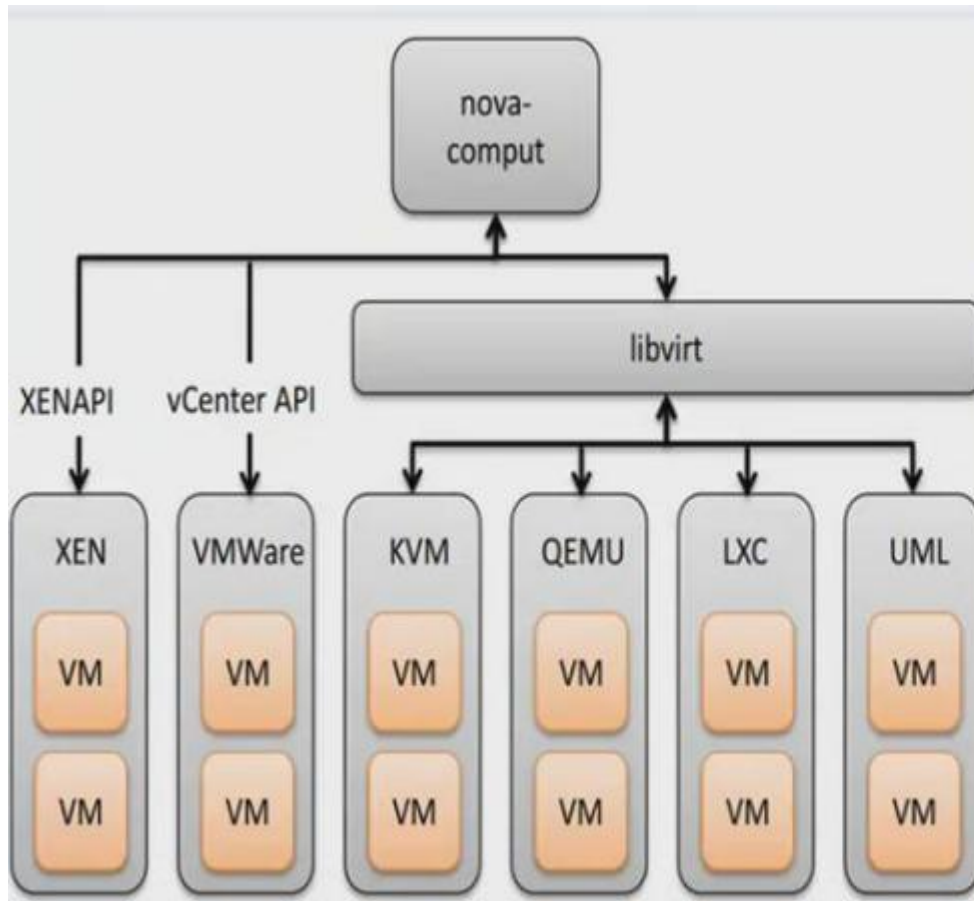 nova-
comput
libvirt
XENAPI vCenter API
XEN VMWare KVM QEMU LXC UML
VM VM VM VM VM VM
VM VM VM VM VM VM